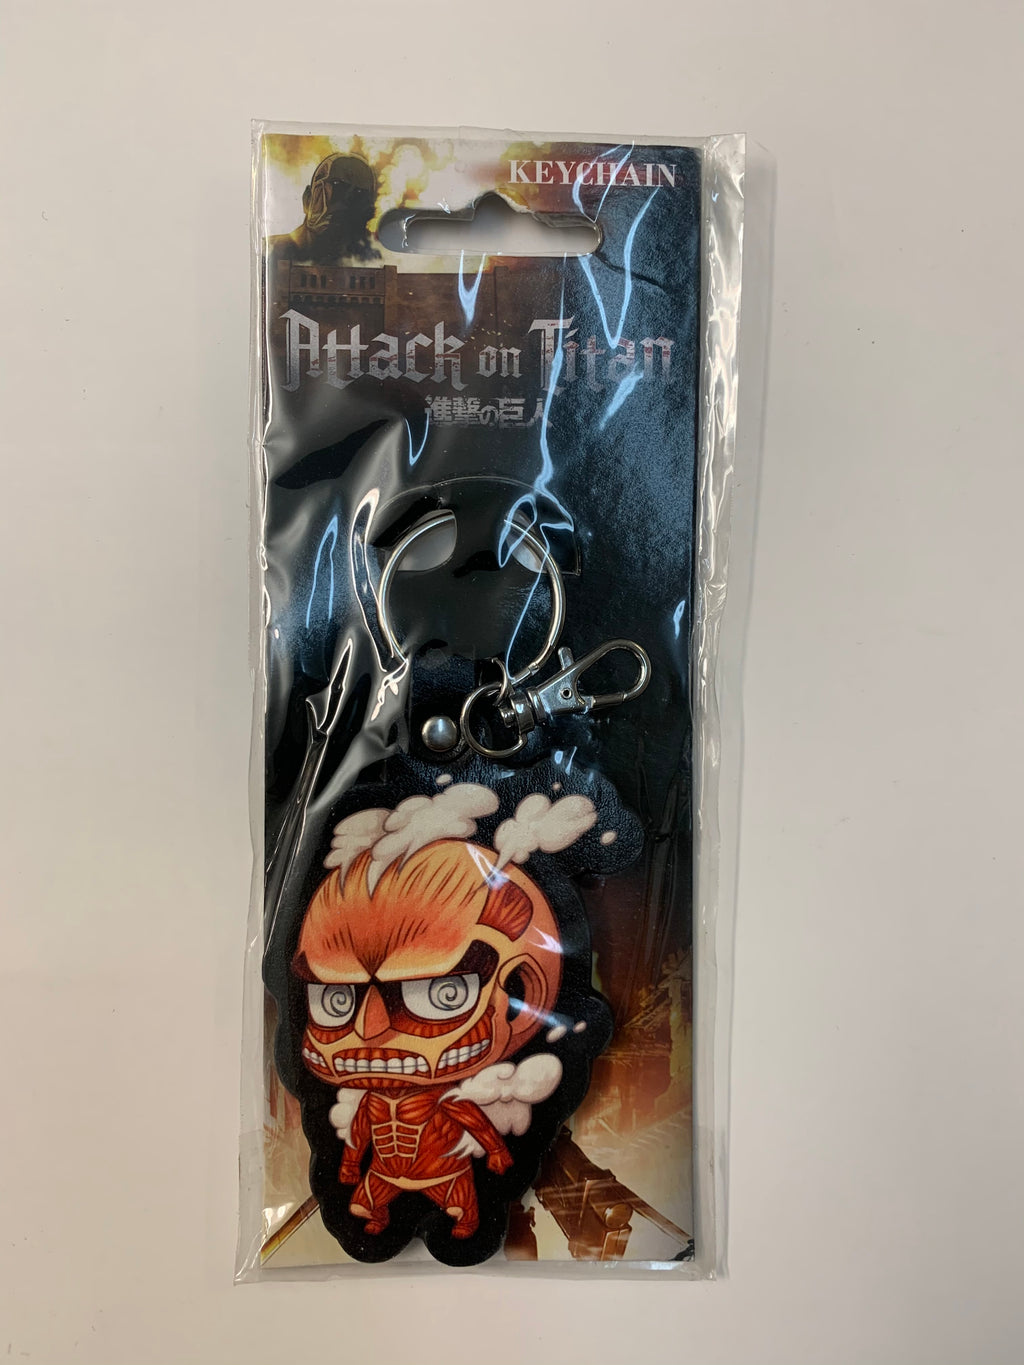 KEYCHAIN
Attack on Titan
進撃の巨人